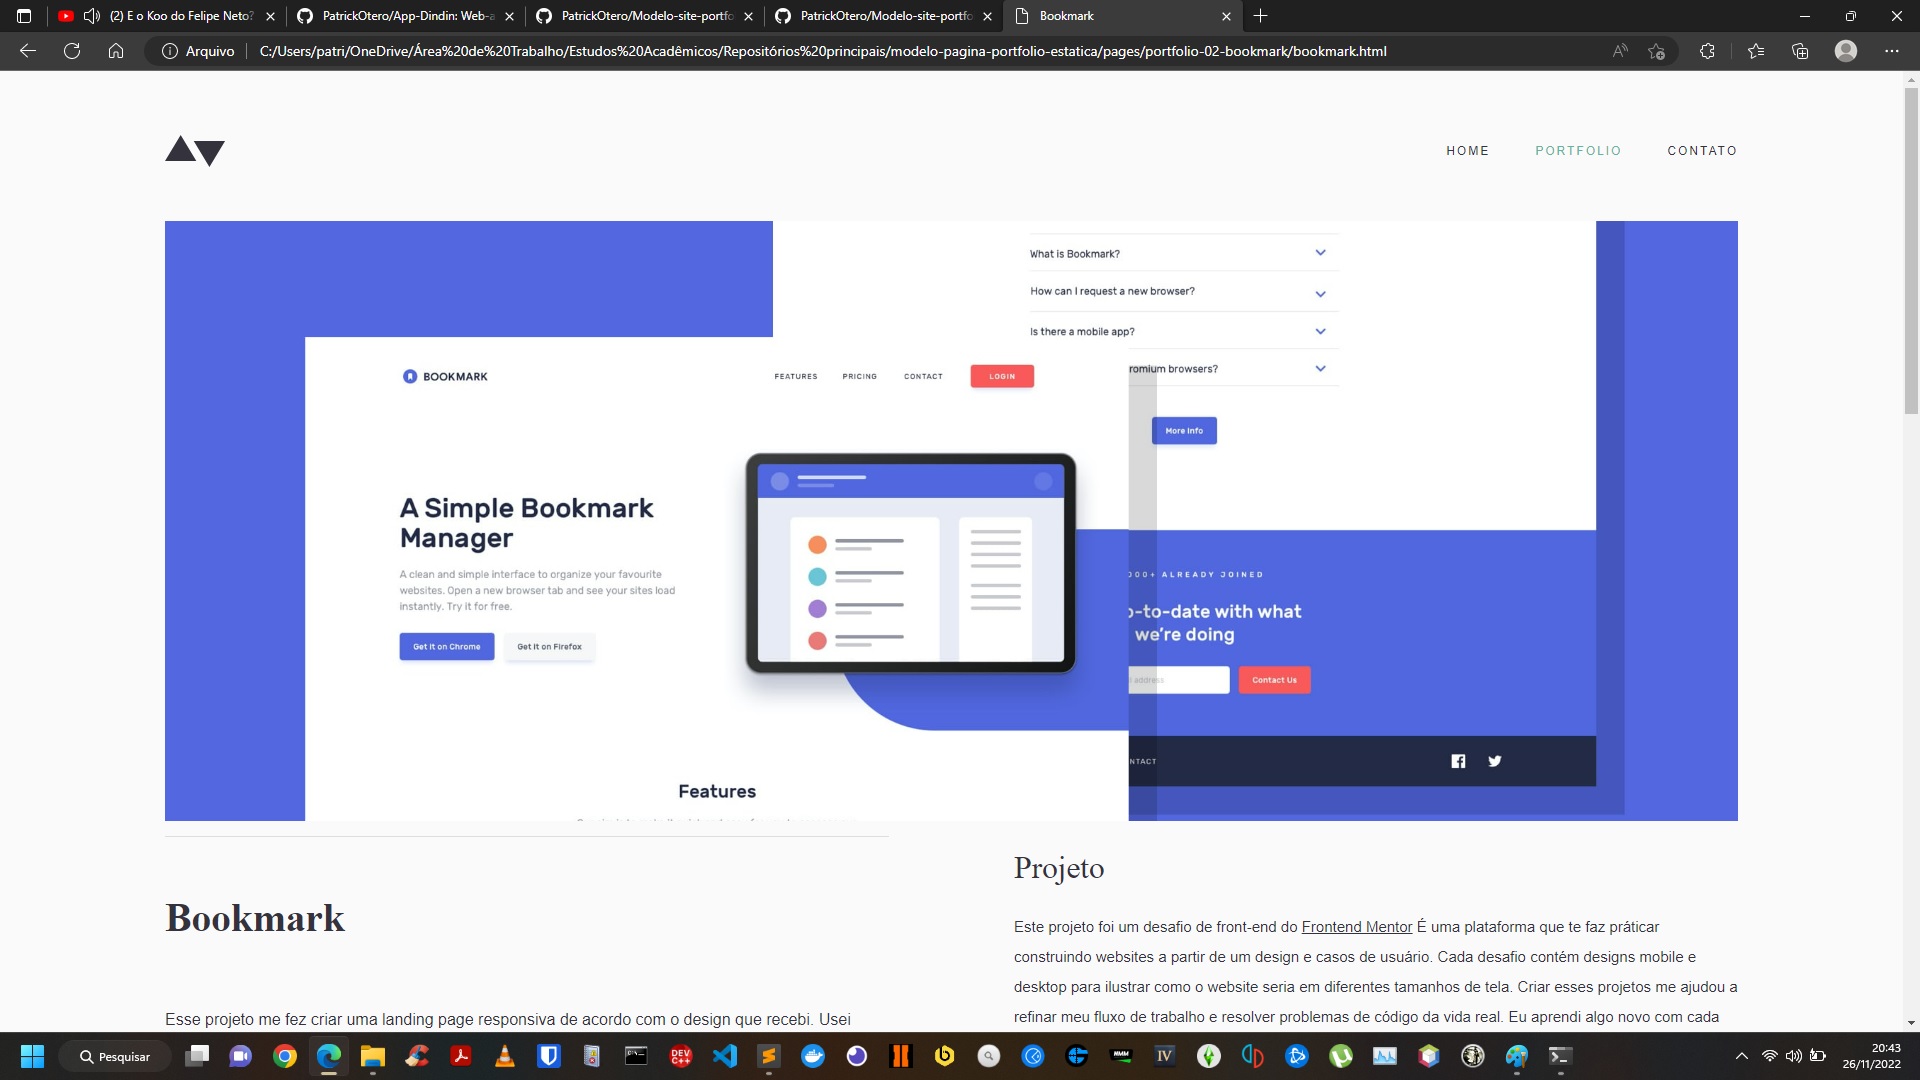 (2) E o Koo do Felipe Neto?
PatrickOtero/App-Dindin: Web-a
PatrickOtero/Modelo-site-portfo
PatrickOtero/Modelo-site-portfo
Bookmark
Arquivo
C:/Users/patri/OneDrive/Área%20de%20Trabalho/Estudos%20Acadêmicos/Repositórios%20principais/modelo-pagina-portfolio-estatica/pages/portfolio-02-bookmark/bookmark.html
HOME PORTFOLIO CONTATO
What is Bookmark?
How can I request a new browser?
Is there a mobile app?
romium browsers?
More Info
BOOKMARK
FEATURES PRICING CONTACT LOGIN
A Simple Bookmark
Manager
A clean and simple interface to organize your favourite
websites. Open a new browser tab and see your sites load
instantly. Try it for free.
Get it on Chrome
Get it on Firefox
000+ ALREADY JOINED
o-to-date with what
we're doing
address
Contact Us
NTACT
Features
Bookmark
Esse projeto me fez criar uma landing page responsiva de acordo com o design que recebi. Usei
Projeto
Este projeto foi um desafio de front-end do Frontend Mentor É uma plataforma que te faz práticar
construindo websites a partir de um design e casos de usuário. Cada desafio contém designs mobile e
desktop para ilustrar como o website seria em diferentes tamanhos de tela. Criar esses projetos me ajudou a
refinar meu fluxo de trabalho e resolver problemas de código da vida real. Eu aprendi algo novo com cada
Pesquisar
DEV
C++
IV
20:43
26/11/2022